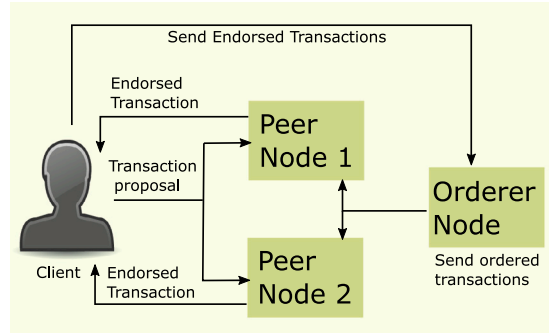 Send Endorsed Transactions
Endorsed
Transaction
Peer
Node 1
Transaction
proposal
Orderer
Node
Peer
Node 2
Client
Endorsed
Transaction
Send ordered
transactions